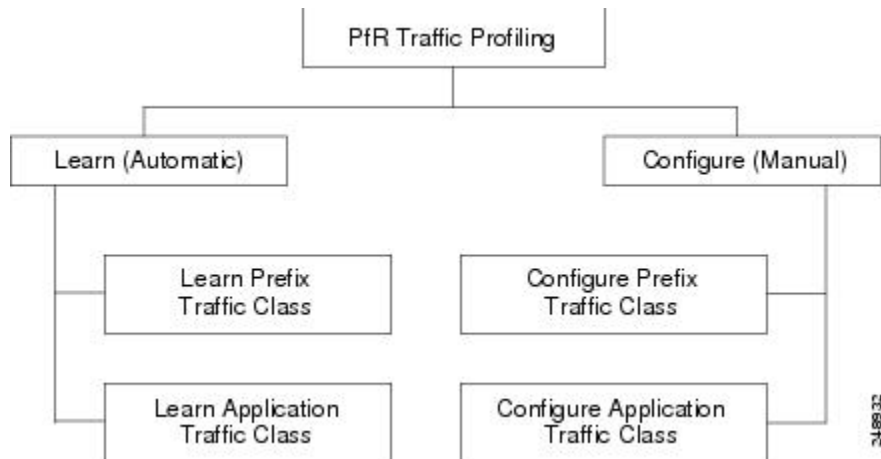 PfR Traffic Profiling
Learn (Automatic)
Configure (Manual)
Learn Prefix
Traffic Class
Configure Prefix
Traffic Class
Learn Application
Traffic Class
Configure Application
Traffic Class
248932